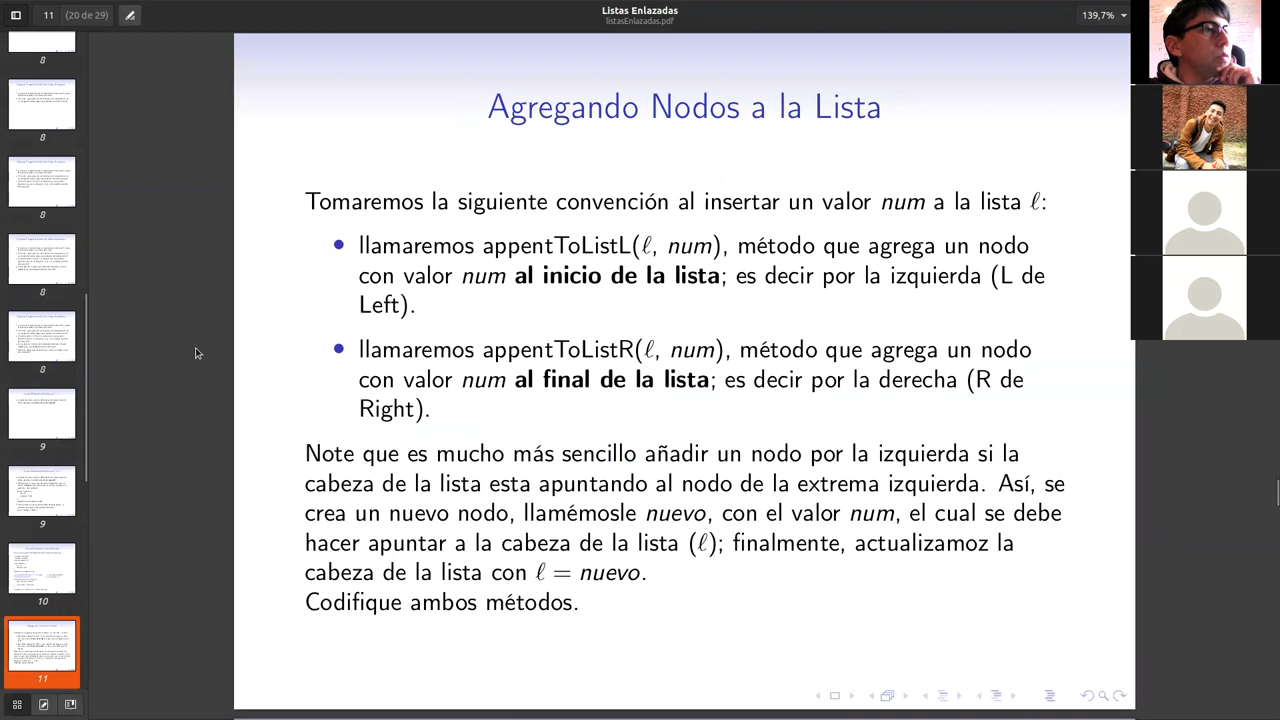 Listas Enlazadas
listasEnlazadas.pdf
11 (20 de 29)
139,7%
8
8
8
8
9
9
10
11
Agregando Nodos a la Lista
Tomaremos la siguiente convención al insertar un valor num a la lista ℓ:
llamaremos appentToListL(ℓ, num), método que agrega un nodo
con valor num al inicio de la lista; es decir por la izquierda (L de
Left).
llamaremos appentToListR(ℓ, num), método que agrega un nodo
con valor num al final de la lista; es decir por la derecha (R de
Right).
Note que es mucho más sencillo añadir un nodo por la izquierda si la
cabeza de la lista esta apuntando al nodo de la extrema izquierda. Así, se
crea un nuevo nodo, llamémosle nuevo, con el valor num, el cual se debe
hacer apuntar a la cabeza de la lista (ℓ); finalmente, actualizamoz la
cabeza de la lista con ℓ = nuevo.
Codifique ambos métodos.